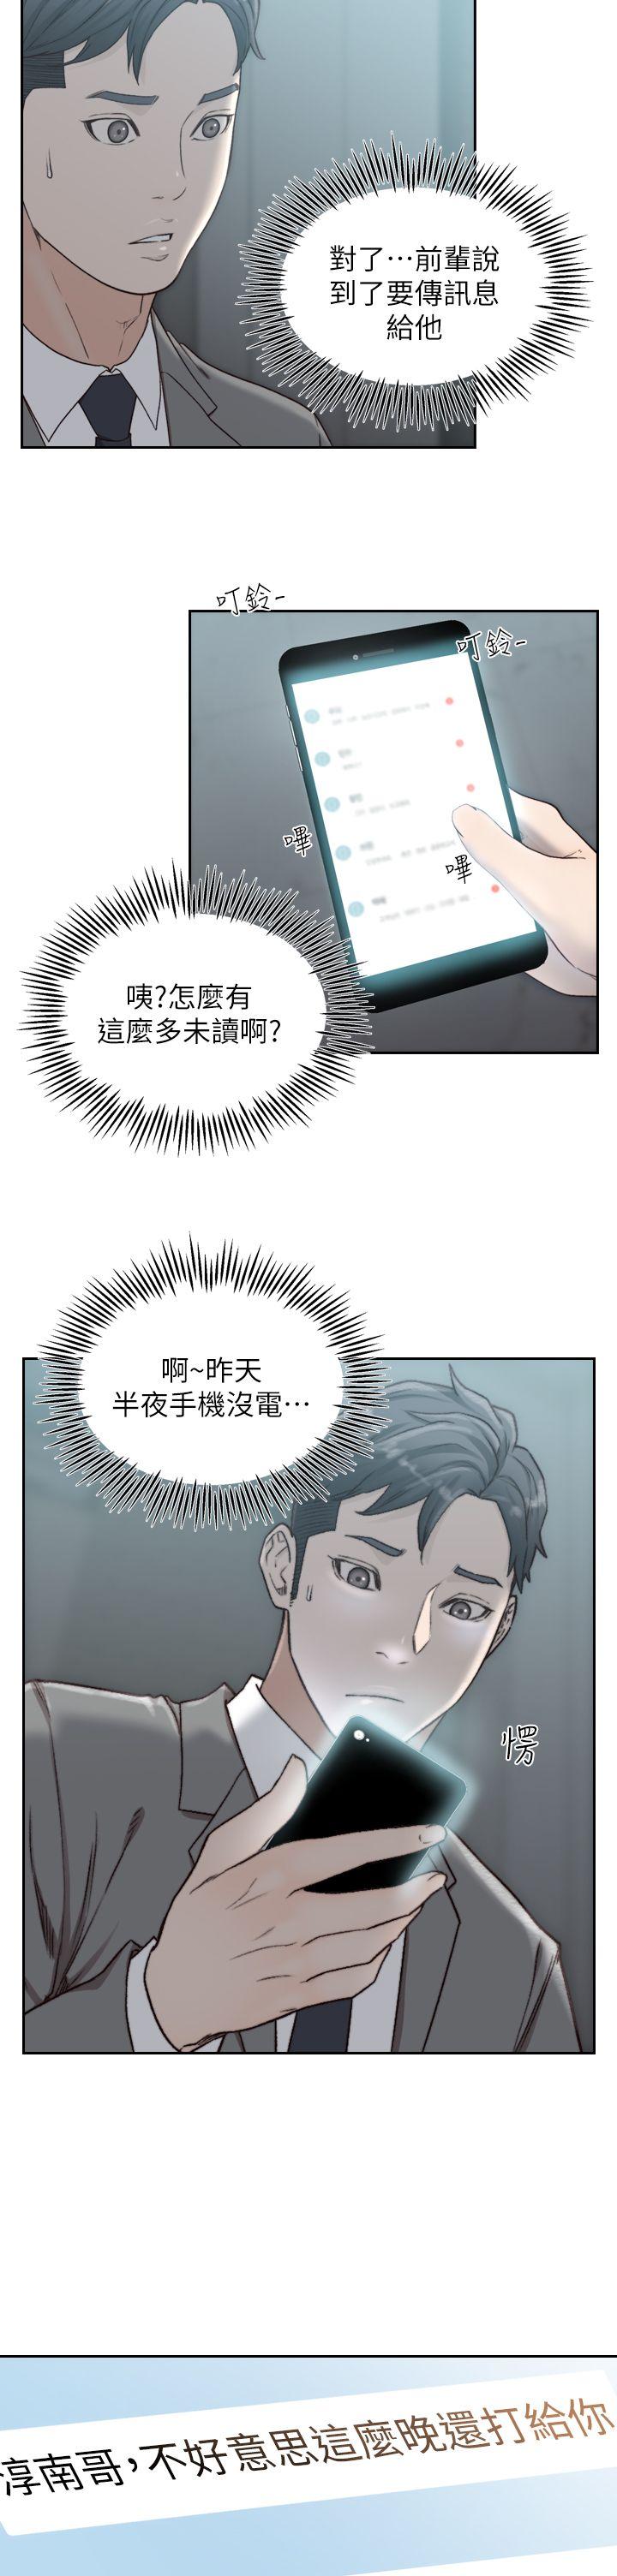 對了⋯前輩說
到了要傳訊息
給他
叮鈴-
叮鈴-
嗶
嗶
咦?怎麼有
這麼多未讀啊?
啊~昨天
半夜手機沒電⋯
愣
淳南哥,不好意思這麼晚還打給你